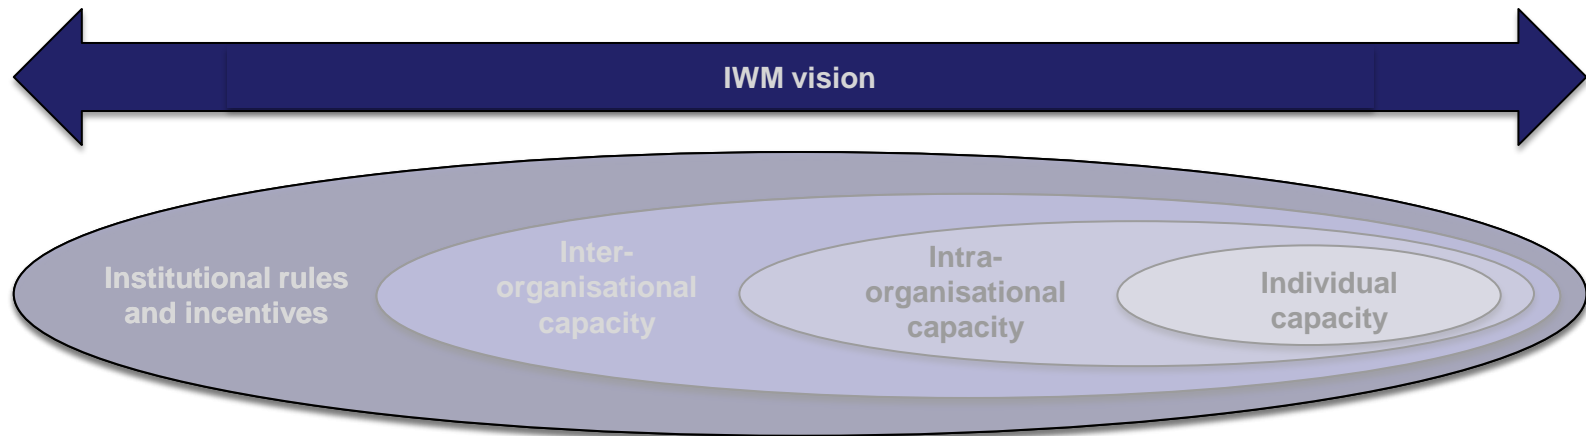 IWM vision
Institutional rules
and incentives
Inter-
organisational
capacity
Intra-
organisational
capacity
Individual
capacity